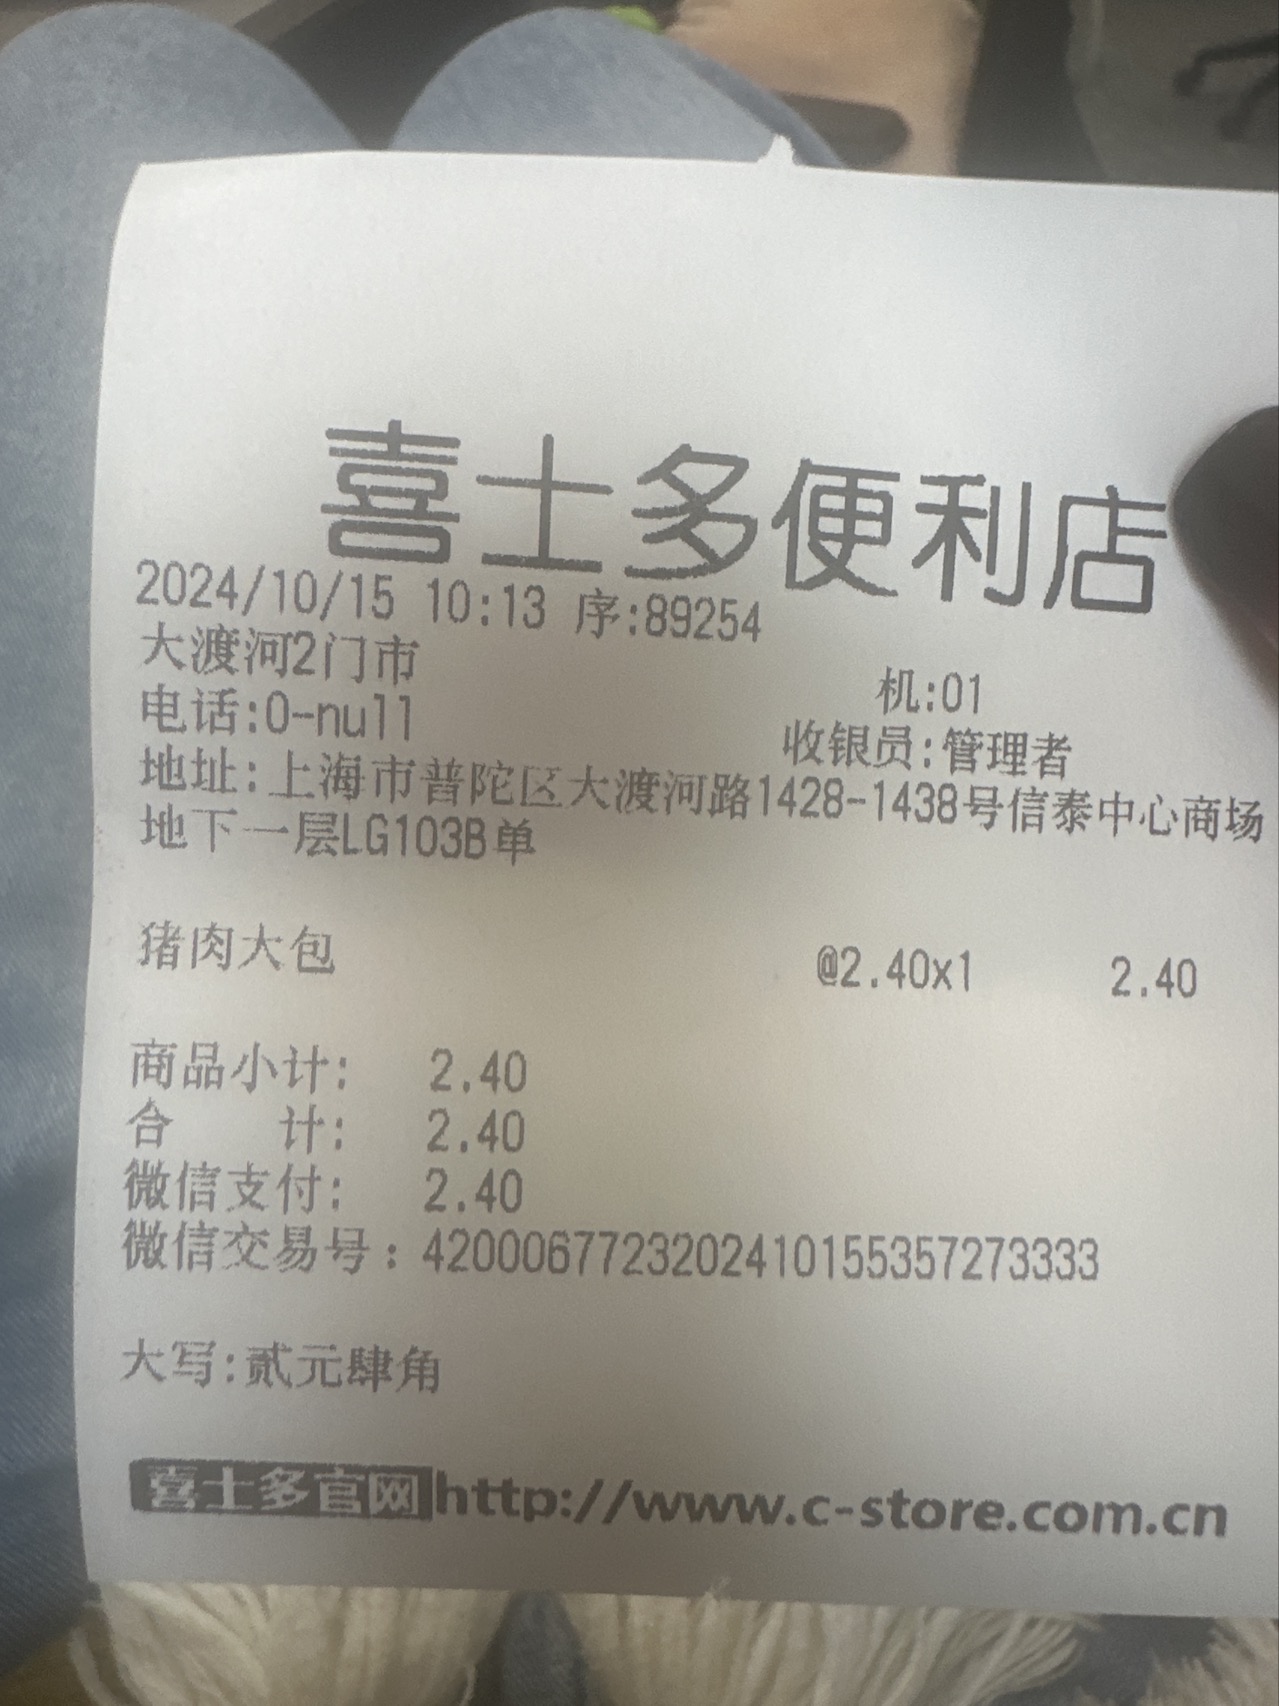 喜士多便利店
2024/10/15 10:13 序:89254
大渡河2门市 机:01
电话:0-null 收银员:管理者
地址:上海市普陀区大渡河路1428-1438号信泰中心商场
地下一层LG103B单
猪肉大包 @2.40x1 2.40
商品小计: 2.40
合 计: 2.40
微信支付: 2.40
微信交易号:4200067723202410155357273333
大写:贰元肆角
喜士多官网http://www.c-store.com.cn